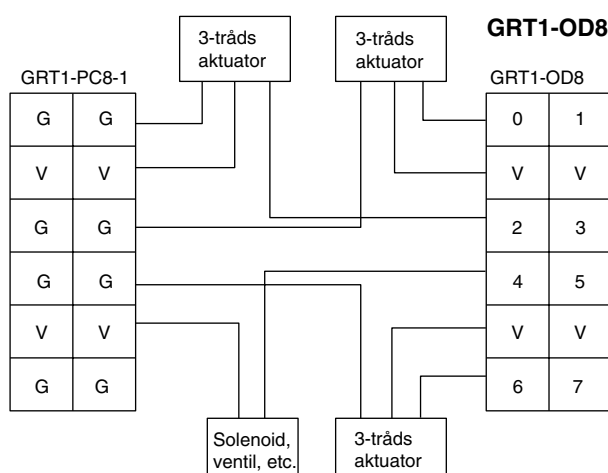 GRT1-OD8
3-tråds
aktuator
3-tråds
aktuator
GRT1-PC8-1
GRT1-OD8
G G
V V
G G
G G
V V
G G
0 1
V V
2 3
4 5
V V
6 7
Solenoid,
ventil, etc.
3-tråds
aktuator